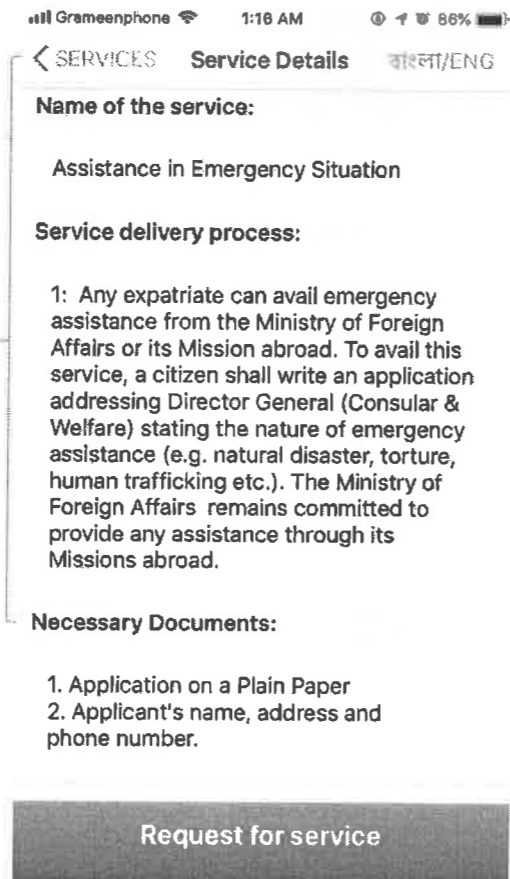 Grameenphone 1:16 AM 86%
SERVICES Service Details বাংলা/ENG
Name of the service:
Assistance in Emergency Situation
Service delivery process:
1: Any expatriate can avail emergency
assistance from the Ministry of Foreign
Affairs or its Mission abroad. To avail this
service, a citizen shall write an application
addressing Director General (Consular &
Welfare) stating the nature of emergency
assistance (e.g. natural disaster, torture,
human trafficking etc.). The Ministry of
Foreign Affairs remains committed to
provide any assistance through its
Missions abroad.
Necessary Documents:
1. Application on a Plain Paper
2. Applicant's name, address and
phone number.
Request for service